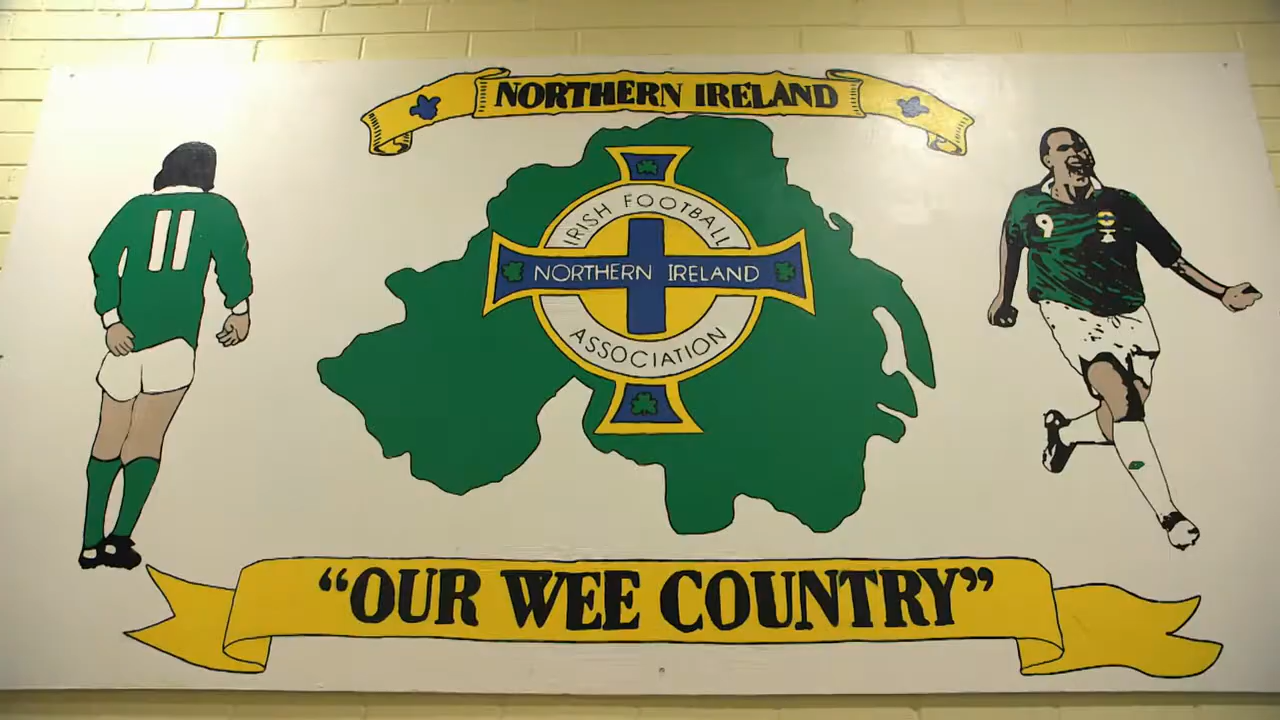 NORTHERN IRELAND
IRISH FOOTBALL
NORTHERN IRELAND
ASSOCIATION
11
9
“OUR WEE COUNTRY”